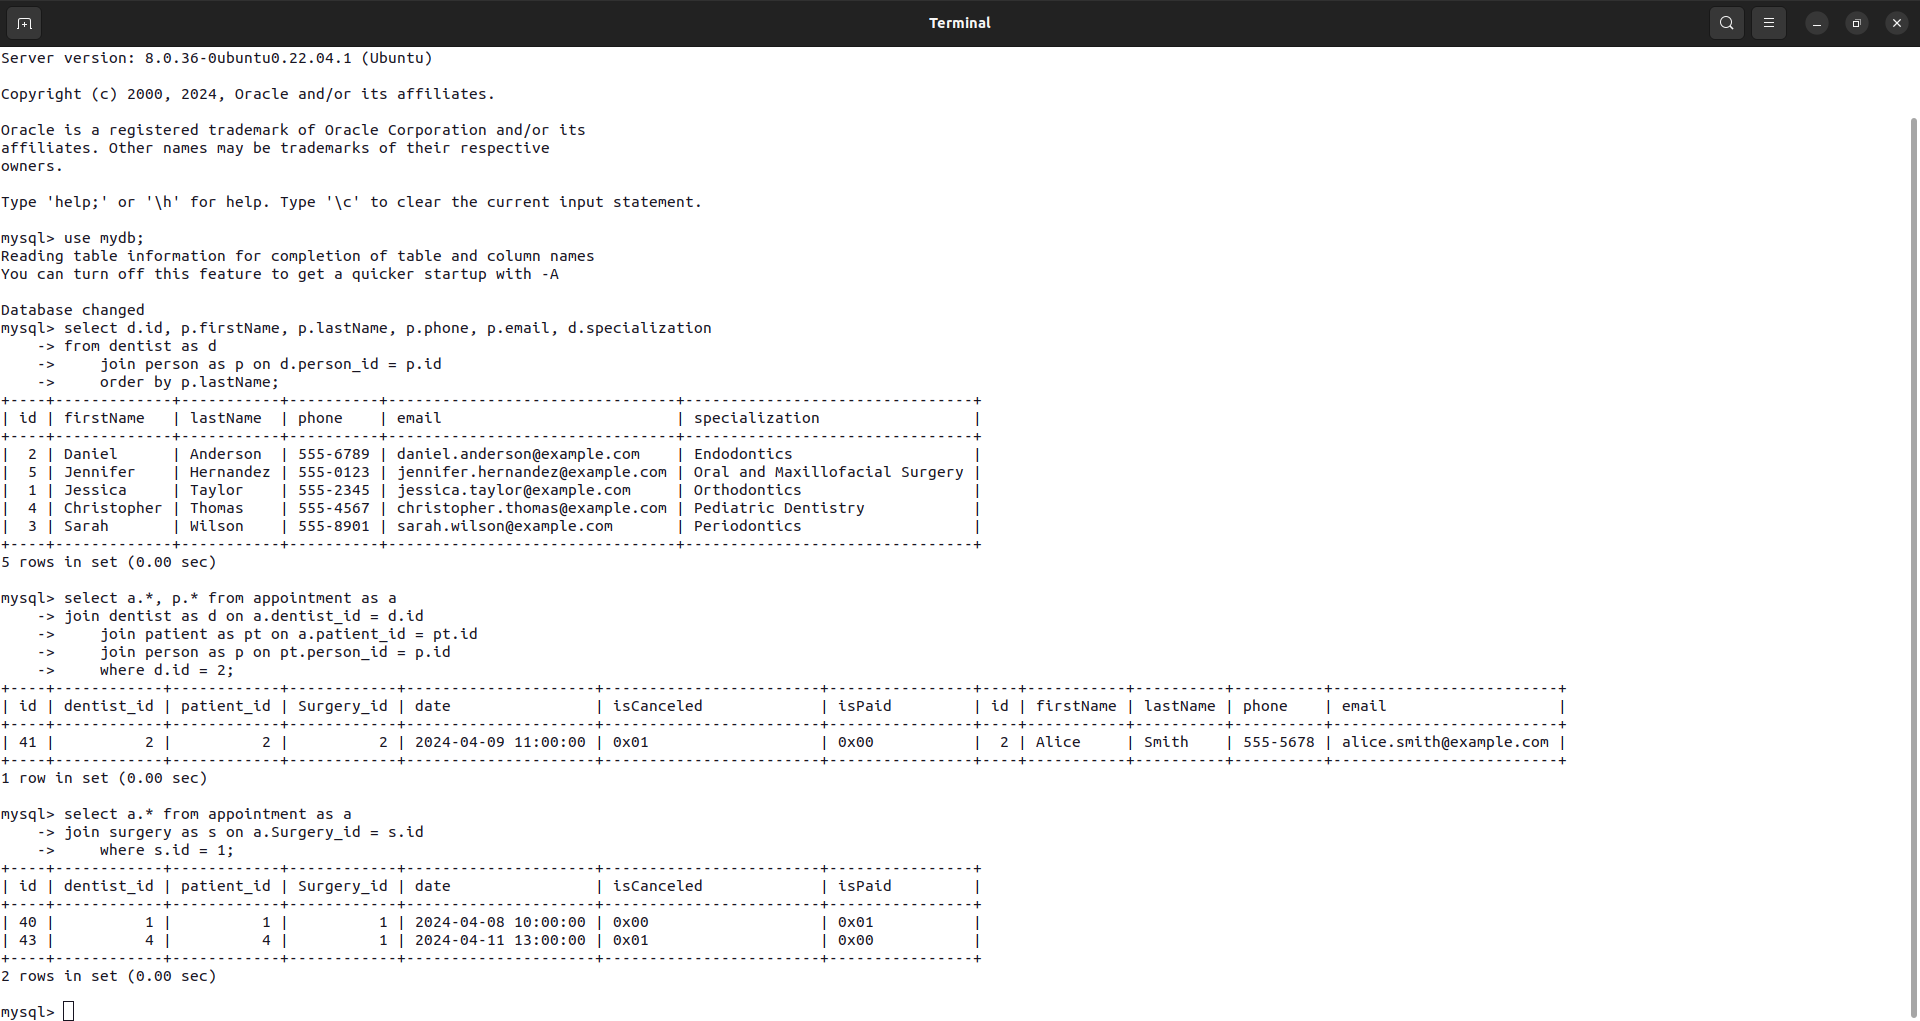 Terminal
Server version: 8.0.36-0ubuntu0.22.04.1 (Ubuntu)

Copyright (c) 2000, 2024, Oracle and/or its affiliates.

Oracle is a registered trademark of Oracle Corporation and/or its
affiliates. Other names may be trademarks of their respective
owners.

Type 'help;' or '\h' for help. Type '\c' to clear the current input statement.

mysql> use mydb;
Reading table information for completion of table and column names
You can turn off this feature to get a quicker startup with -A

Database changed
mysql> select d.id, p.firstName, p.lastName, p.phone, p.email, d.specialization
    -> from dentist as d
    ->     join person as p on d.person_id = p.id
    ->     order by p.lastName;
+----+-------------+-----------+----------+--------------------------------+--------------------------------+
| id | firstName   | lastName  | phone    | email                          | specialization                 |
+----+-------------+-----------+----------+--------------------------------+--------------------------------+
|  2 | Daniel      | Anderson  | 555-6789 | daniel.anderson@example.com    | Endodontics                    |
|  5 | Jennifer    | Hernandez | 555-0123 | jennifer.hernandez@example.com | Oral and Maxillofacial Surgery |
|  1 | Jessica     | Taylor    | 555-2345 | jessica.taylor@example.com     | Orthodontics                   |
|  4 | Christopher | Thomas    | 555-4567 | christopher.thomas@example.com | Pediatric Dentistry            |
|  3 | Sarah       | Wilson    | 555-8901 | sarah.wilson@example.com       | Periodontics                   |
+----+-------------+-----------+----------+--------------------------------+--------------------------------+
5 rows in set (0.00 sec)

mysql> select a.*, p.* from appointment as a
    -> join dentist as d on a.dentist_id = d.id
    ->     join patient as pt on a.patient_id = pt.id
    ->     join person as p on pt.person_id = p.id
    ->     where d.id = 2;
+----+------------+------------+------------+---------------------+------------------------+----------------+----+-----------+----------+----------+-------------------------+
| id | dentist_id | patient_id | Surgery_id | date                | isCanceled             | isPaid         | id | firstName | lastName | phone    | email                   |
+----+------------+------------+------------+---------------------+------------------------+----------------+----+-----------+----------+----------+-------------------------+
| 41 |          2 |          2 |          2 | 2024-04-09 11:00:00 | 0x01                   | 0x00           |  2 | Alice     | Smith    | 555-5678 | alice.smith@example.com |
+----+------------+------------+------------+---------------------+------------------------+----------------+----+-----------+----------+----------+-------------------------+
1 row in set (0.00 sec)

mysql> select a.* from appointment as a
    -> join surgery as s on a.Surgery_id = s.id
    ->     where s.id = 1;
+----+------------+------------+------------+---------------------+------------------------+----------------+
| id | dentist_id | patient_id | Surgery_id | date                | isCanceled             | isPaid         |
+----+------------+------------+------------+---------------------+------------------------+----------------+
| 40 |          1 |          1 |          1 | 2024-04-08 10:00:00 | 0x00                   | 0x01           |
| 43 |          4 |          4 |          1 | 2024-04-11 13:00:00 | 0x01                   | 0x00           |
+----+------------+------------+------------+---------------------+------------------------+----------------+
2 rows in set (0.00 sec)

mysql>